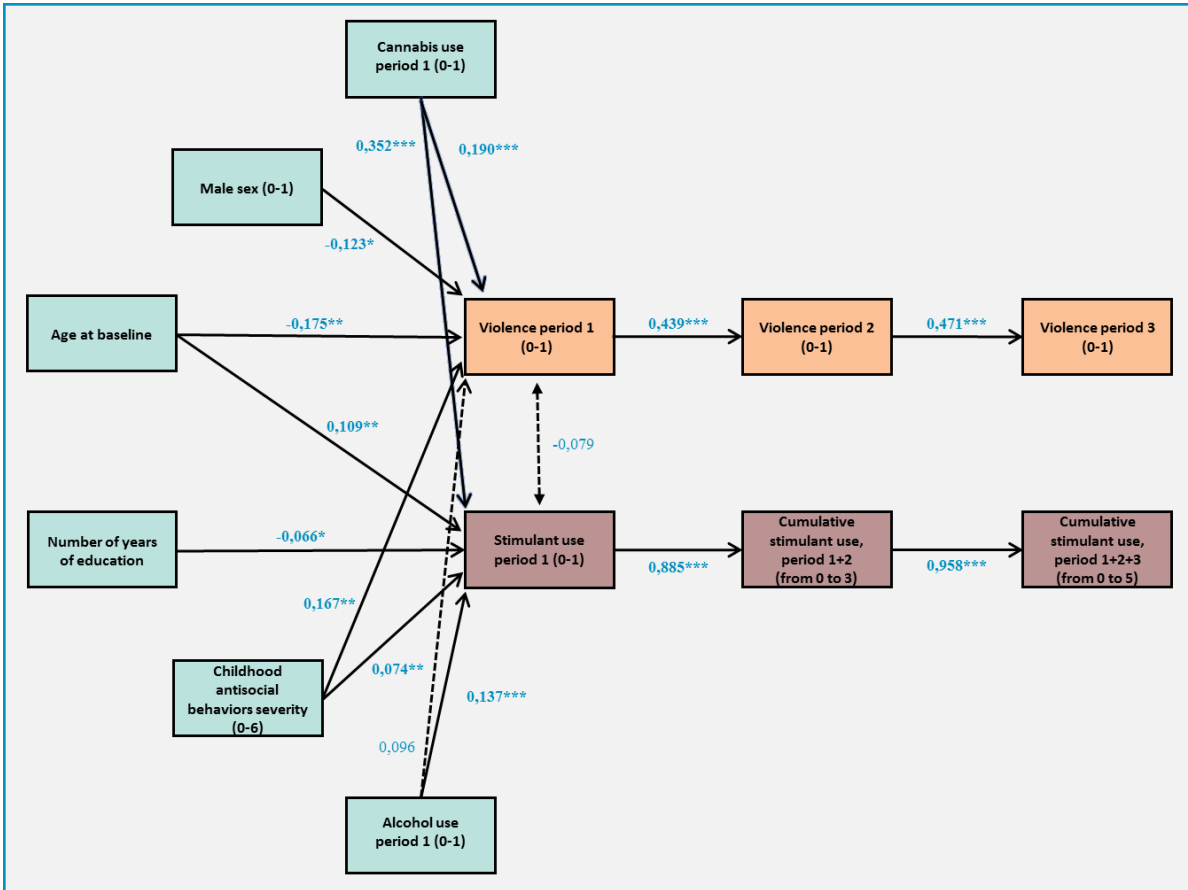 Cannabis use
period 1 (0-1)
0,352***
0,190***
Male sex (0-1)
-0,123*
Age at baseline
-0,175**
Violence period 1
(0-1)
0,439***
Violence period 2
(0-1)
0,471***
Violence period 3
(0-1)
0,109**
-0,079
Number of years
of education
-0,066*
Stimulant use
period 1 (0-1)
0,885***
Cumulative
stimulant use,
period 1+2
(from 0 to 3)
0,958***
Cumulative
stimulant use,
period 1+2+3
(from 0 to 5)
0,167**
Childhood
antisocial
behaviors severity
(0-6)
0,074**
0,137***
0,096
Alcohol use
period 1 (0-1)